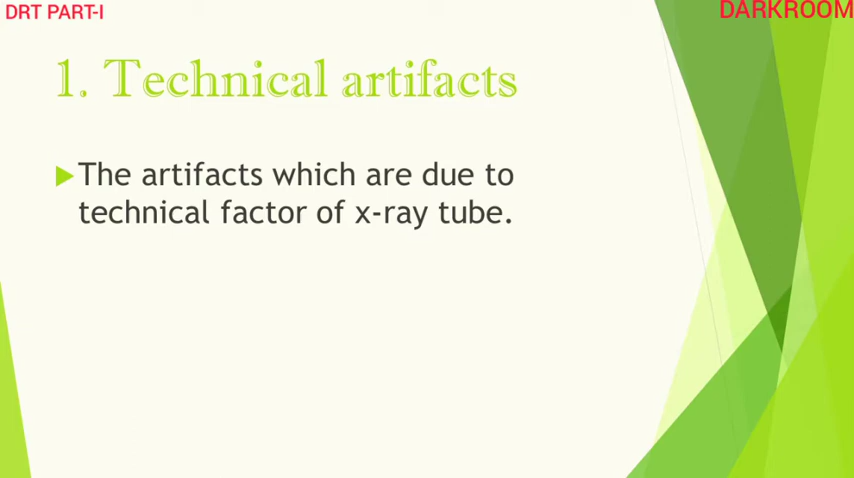 DRT PART-I
DARKROOM
1. Technical artifacts
The artifacts which are due to
technical factor of x-ray tube.